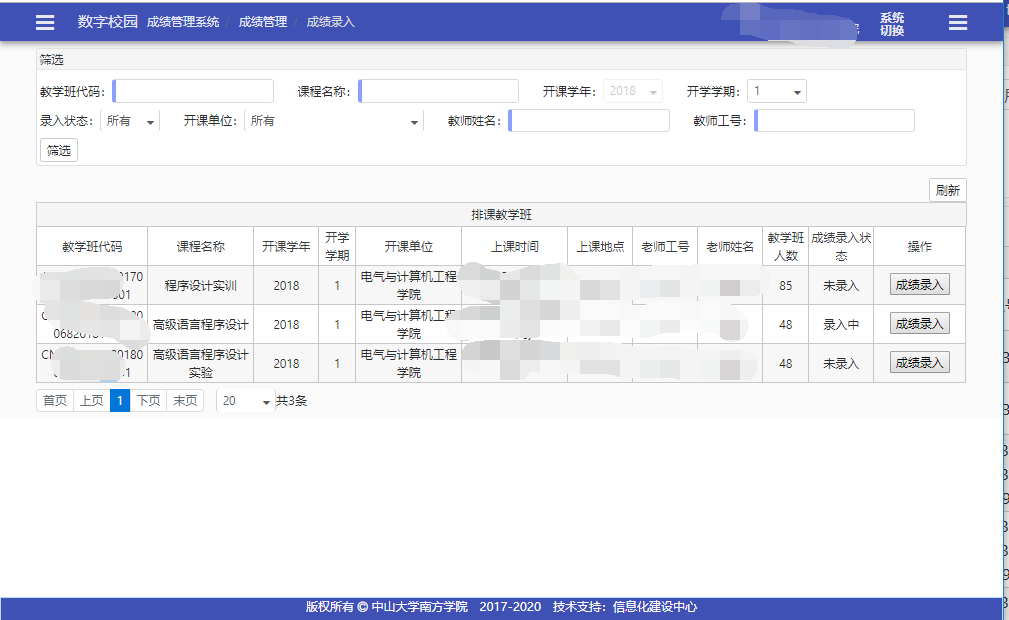 数字校园 成绩管理系统 / 成绩管理 / 成绩录入
系统
切换
筛选
教学班代码: 课程名称: 开课学年: 2018 开学学期: 1
录入状态: 所有 开课单位: 所有 教师姓名: 教师工号:
筛选
刷新
排课教学班
教学班代码 课程名称 开课学年 开学学期 开课单位 上课时间 上课地点 老师工号 老师姓名 教学班人数 成绩录入状态 操作
程序设计实训 2018 1 电气与计算机工程学院 85 未录入 成绩录入
高级语言程序设计 2018 1 电气与计算机工程学院 48 录入中 成绩录入
高级语言程序设计实验 2018 1 电气与计算机工程学院 48 未录入 成绩录入
首页 上页 1 下页 末页 20 共3条
版权所有 © 中山大学南方学院 2017-2020 技术支持：信息化建设中心